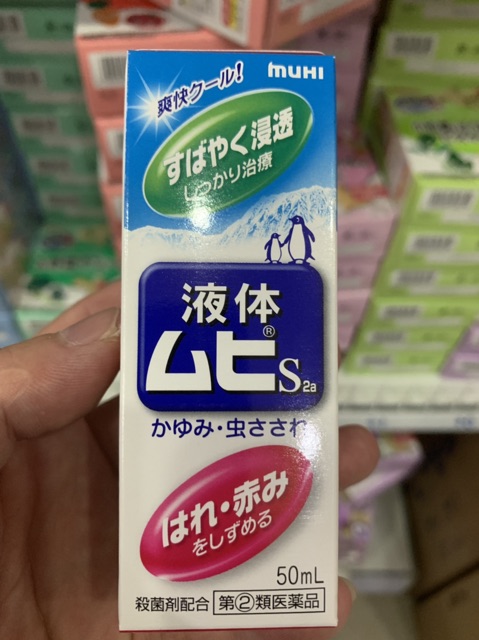 muHI
爽快クール!
すばやく浸透
しっかり治療
液体
ムヒ®S2a
かゆみ・虫さされ
はれ・赤み
をしずめる
50mL
殺菌剤配合 第②類医薬品